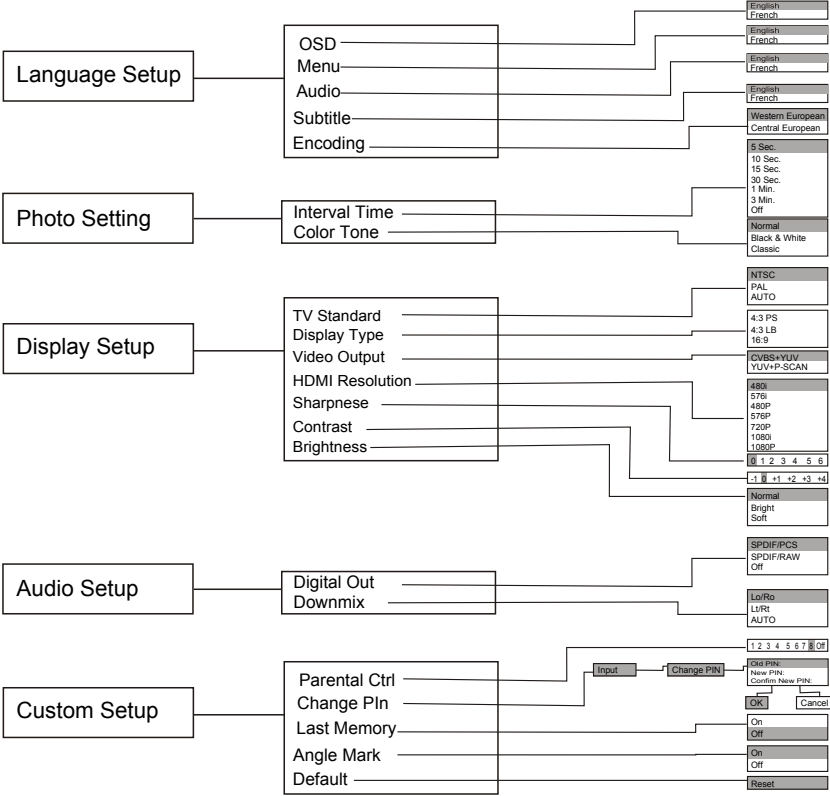 Language Setup
OSD
Menu
Audio
Subtitle
Encoding
English
French
English
French
English
French
English
French
Western European
Central European
Photo Setting
Interval Time
Color Tone
5 Sec.
10 Sec.
15 Sec.
30 Sec.
1 Min.
3 Min.
Off
Normal
Black & White
Classic
Display Setup
TV Standard
Display Type
Video Output
HDMI Resolution
Sharpnese
Contrast
Brightness
NTSC
PAL
AUTO
4:3 PS
4:3 LB
16:9
CVBS+YUV
YUV+P-SCAN
480i
576i
480P
576P
720P
1080i
1080P
0 1 2 3 4 5 6
-1 0 +1 +2 +3 +4
Normal
Bright
Soft
Audio Setup
Digital Out
Downmix
SPDIF/PCS
SPDIF/RAW
Off
Lo/Ro
Lt/Rt
AUTO
Custom Setup
Parental Ctrl
Change PIn
Last Memory
Angle Mark
Default
1 2 3 4 5 6 7 8 Off
Input
Change PIN
Old PIN:
New PIN:
Confim New PIN:
OK
Cancel
On
Off
On
Off
Reset